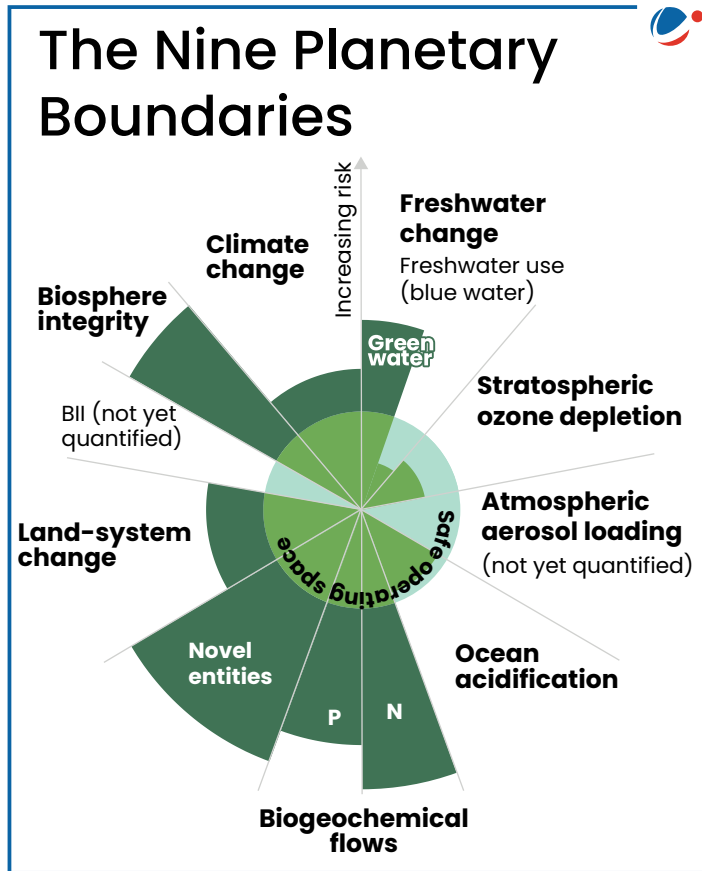 The Nine Planetary
Boundaries
Increasing risk
Freshwater
change
Freshwater use
(blue water)
Climate
change
Biosphere
integrity
Green
water
Stratospheric
ozone depletion
BII (not yet
quantified)
Atmospheric
aerosol loading
(not yet quantified)
Land-system
change
Safe operating space
Novel
entities
Ocean
acidification
P
N
Biogeochemical
flows